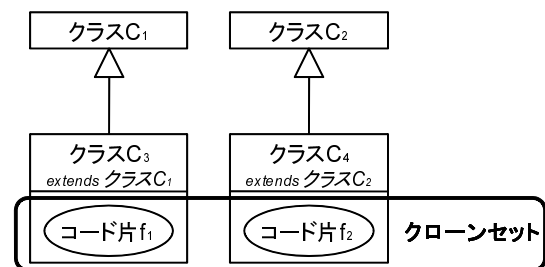 クラスC₁
クラスC₂
クラスC₃
extends クラスC₁
クラスC₄
extends クラスC₂
コード片f₁
コード片f₂
クローンセット